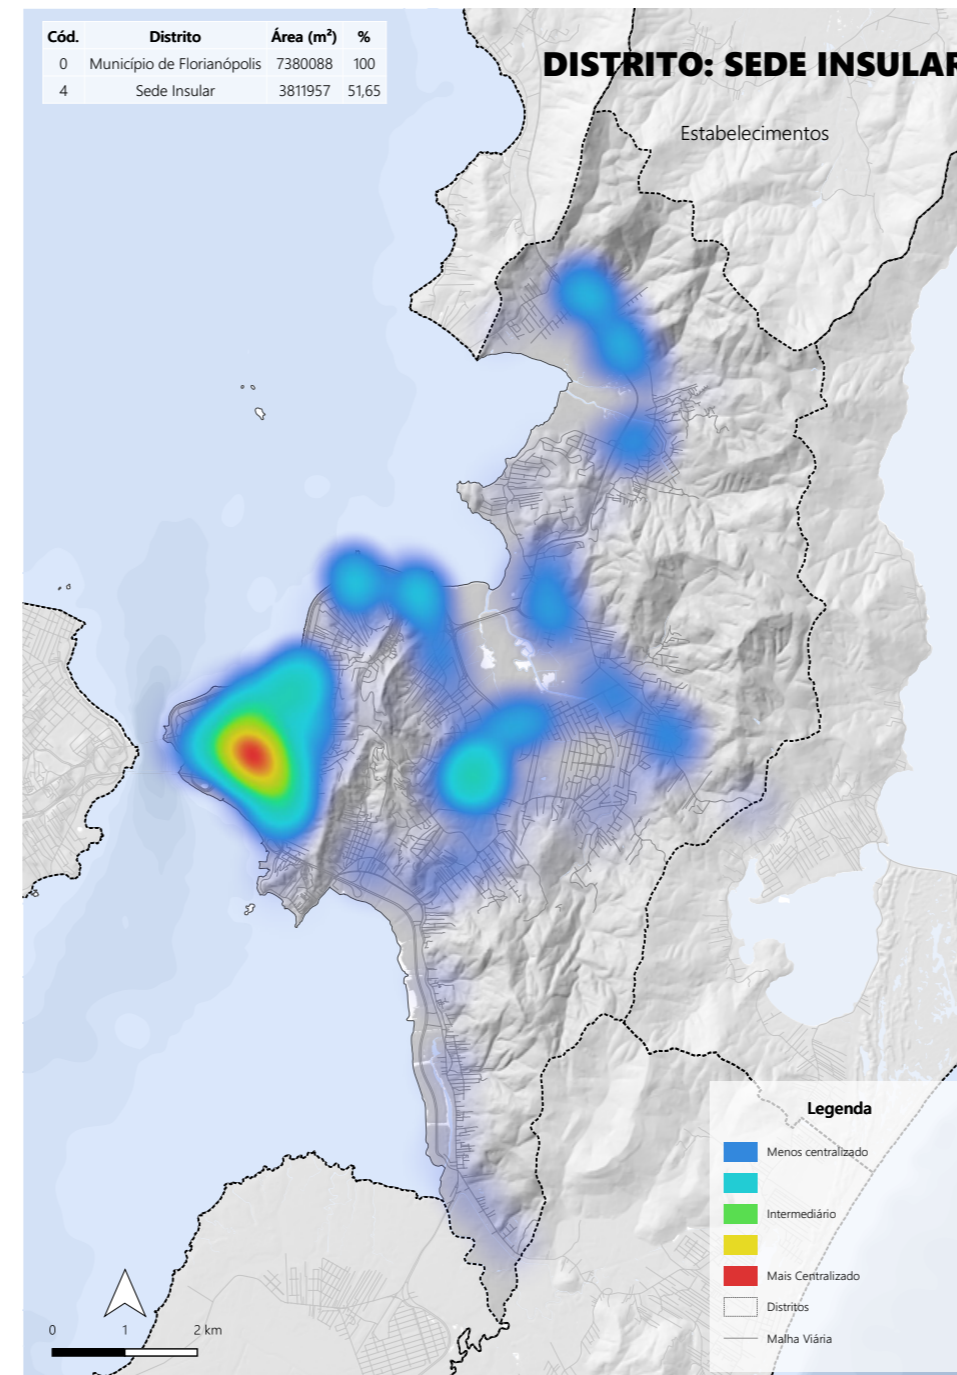 Cód. Distrito Área (m²) %
0 Município de Florianópolis 7380088 100
4 Sede Insular 3811957 51,65
DISTRITO: SEDE INSULAR
Estabelecimentos
Legenda
Menos centralizado
Intermediário
Mais Centralizado
Distritos
Malha Viária
0 1 2 km